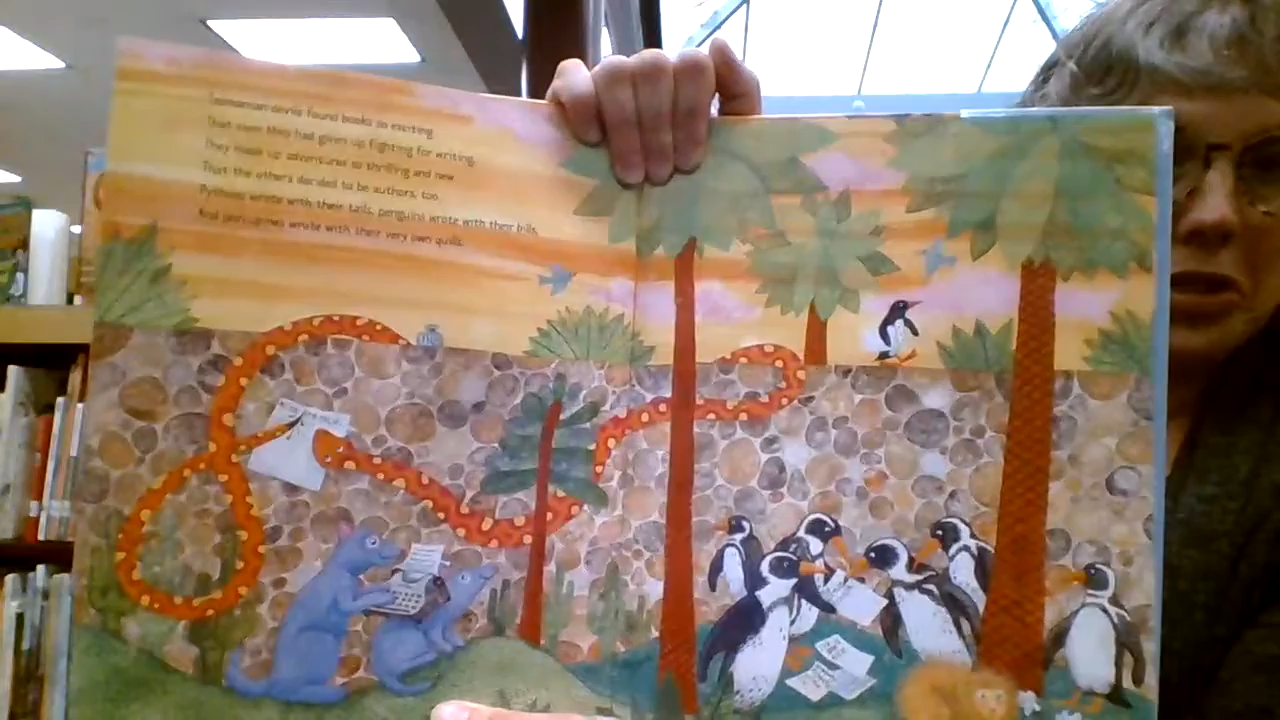 Tasmanian devils found books so exciting
That soon they had given up fighting for writing.
They made up adventures so thrilling and new
That the others decided to be authors, too.
Pythons wrote with their tails, penguins wrote with their bills,
And porcupines wrote with their very own quills.